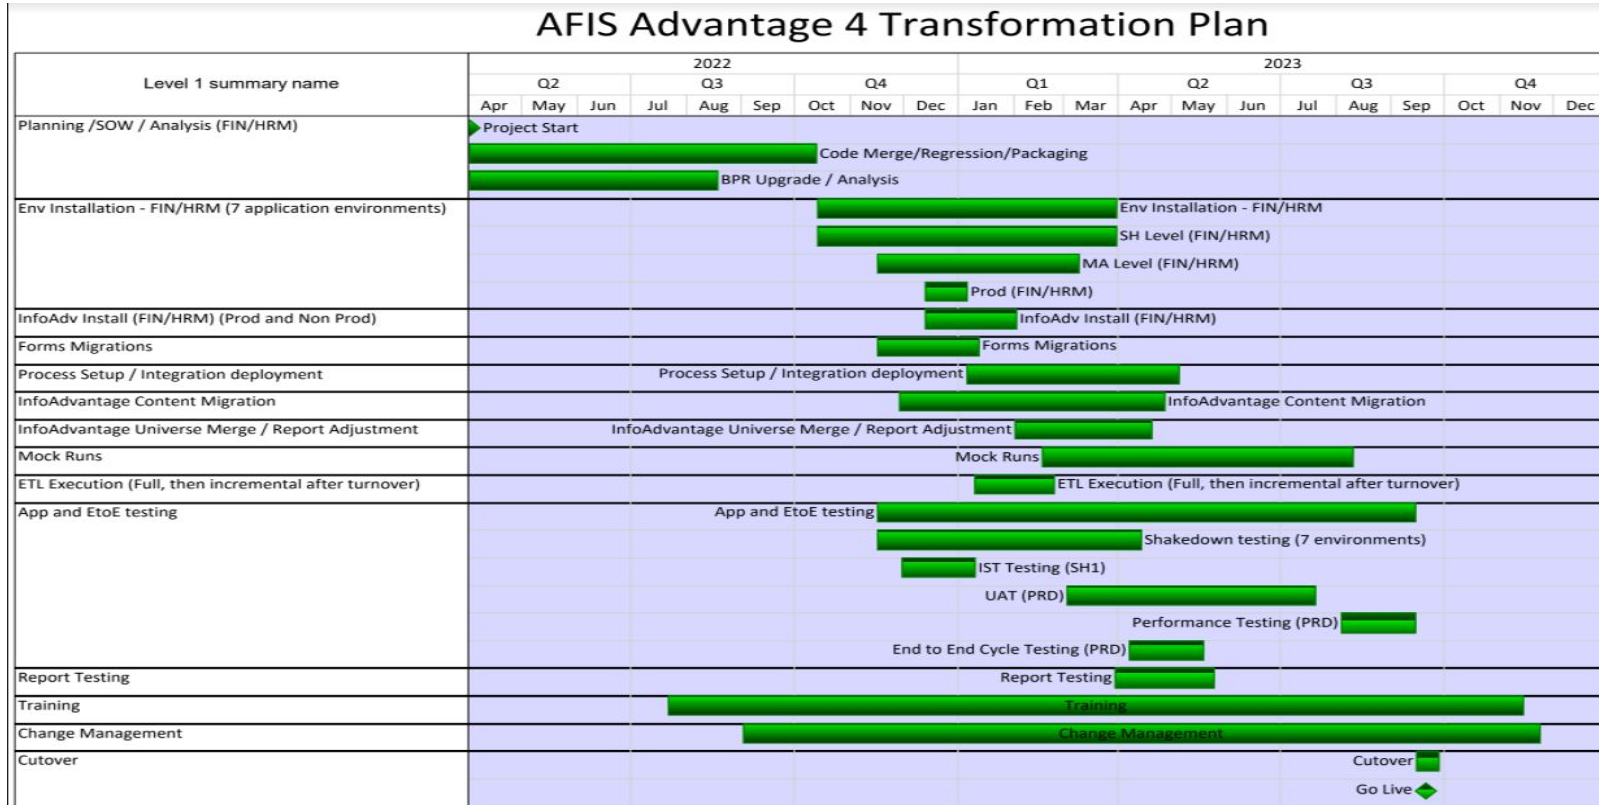 AFIS Advantage 4 Transformation Plan
Level 1 summary name
2022 2023
Q2 Q3 Q4 Q1 Q2 Q3 Q4
Apr May Jun Jul Aug Sep Oct Nov Dec Jan Feb Mar Apr May Jun Jul Aug Sep Oct Nov Dec
Planning /SOW / Analysis (FIN/HRM) Project Start
Code Merge/Regression/Packaging
BPR Upgrade / Analysis
Env Installation - FIN/HRM (7 application environments) Env Installation - FIN/HRM
SH Level (FIN/HRM)
MA Level (FIN/HRM)
Prod (FIN/HRM)
InfoAdv Install (FIN/HRM) (Prod and Non Prod) InfoAdv Install (FIN/HRM)
Forms Migrations Forms Migrations
Process Setup / Integration deployment Process Setup / Integration deployment
InfoAdvantage Content Migration InfoAdvantage Content Migration
InfoAdvantage Universe Merge / Report Adjustment InfoAdvantage Universe Merge / Report Adjustment
Mock Runs Mock Runs
ETL Execution (Full, then incremental after turnover) ETL Execution (Full, then incremental after turnover)
App and EtoE testing App and EtoE testing
Shakedown testing (7 environments)
IST Testing (SH1)
UAT (PRD)
Performance Testing (PRD)
End to End Cycle Testing (PRD)
Report Testing Report Testing
Training Training
Change Management Change Management
Cutover Cutover
Go Live